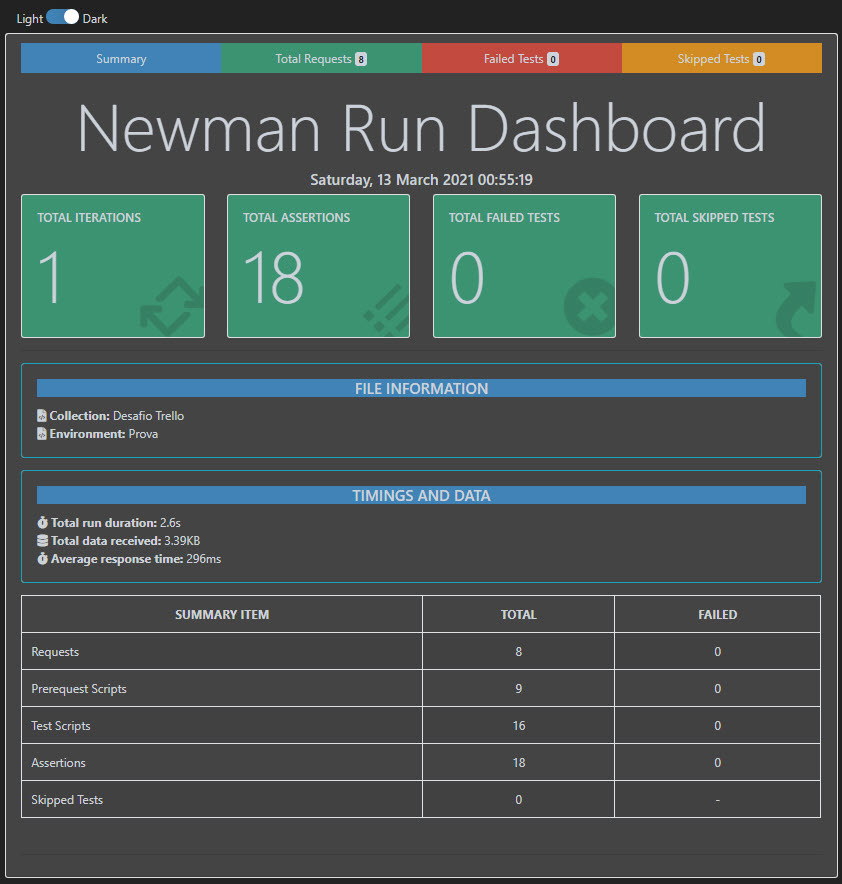 Light Dark
Summary Total Requests 8 Failed Tests 0 Skipped Tests 0
Newman Run Dashboard
Saturday, 13 March 2021 00:55:19
TOTAL ITERATIONS TOTAL ASSERTIONS TOTAL FAILED TESTS TOTAL SKIPPED TESTS
1 18 0 0
FILE INFORMATION
Collection: Desafio Trello
Environment: Prova
TIMINGS AND DATA
Total run duration: 2.6s
Total data received: 3.39KB
Average response time: 296ms
SUMMARY ITEM TOTAL FAILED
Requests 8 0
Prerequest Scripts 9 0
Test Scripts 16 0
Assertions 18 0
Skipped Tests 0 -